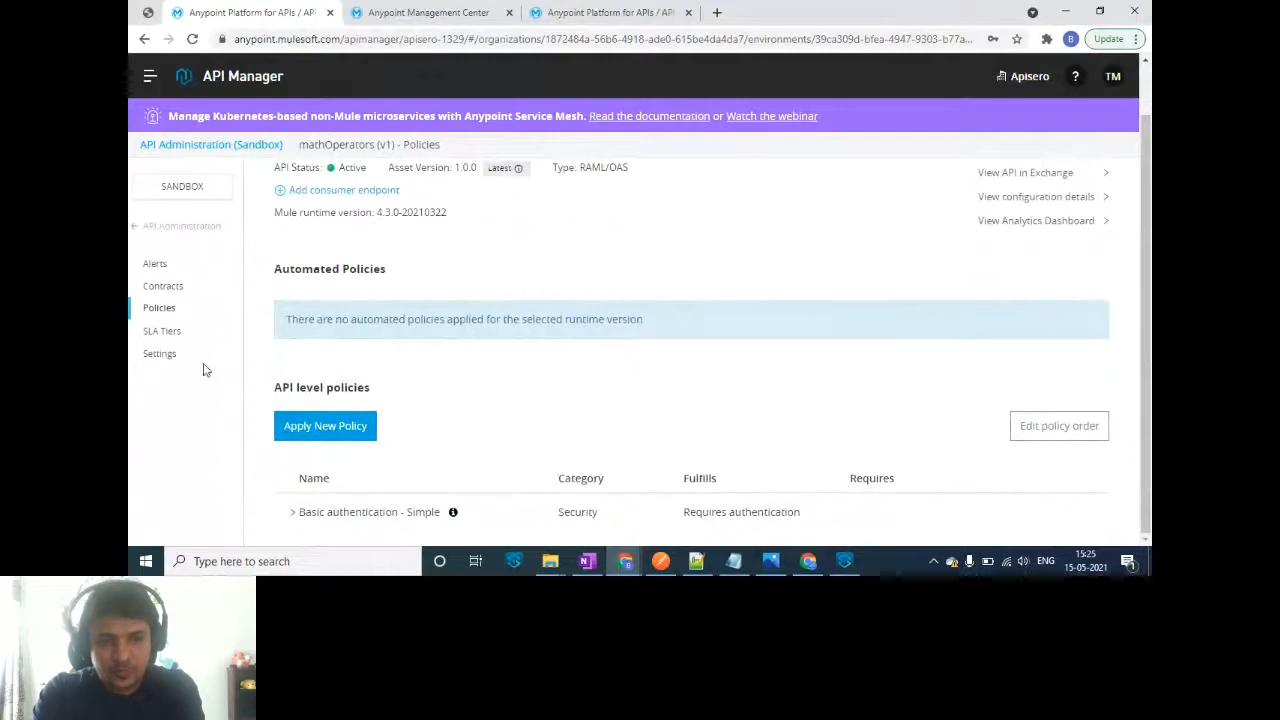 Anypoint Platform for APIs / API
Anypoint Management Center
Anypoint Platform for APIs / API
anypoint.mulesoft.com/apimanager/apisero-1329/#/organizations/1872484a-56b6-4918-ade0-615be4da4da7/environments/39ca309d-bfea-4947-9303-b77a...
Update
API Manager
Apisero
?
TM
Manage Kubernetes-based non-Mule microservices with Anypoint Service Mesh. Read the documentation or Watch the webinar
API Administration (Sandbox)
mathOperators (v1) - Policies
SANDBOX
API Administration
Alerts
Contracts
Policies
SLA Tiers
Settings
API Status: Active Asset Version: 1.0.0 Latest Type: RAML/OAS
Add consumer endpoint
Mule runtime version: 4.3.0-20210322
View API in Exchange >
View configuration details >
View Analytics Dashboard >
Automated Policies
There are no automated policies applied for the selected runtime version
API level policies
Apply New Policy
Edit policy order
Name Category Fulfills Requires
> Basic authentication - Simple Security Requires authentication
Type here to search
ENG
15:25
15-05-2021